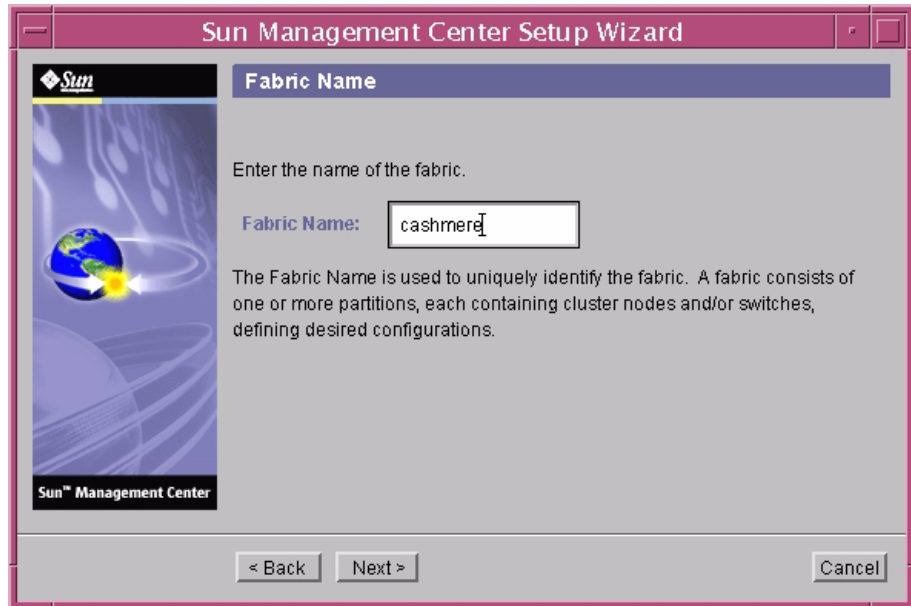 Sun Management Center Setup Wizard
Sun
Fabric Name
Enter the name of the fabric.
Fabric Name: cashmere
The Fabric Name is used to uniquely identify the fabric. A fabric consists of
one or more partitions, each containing cluster nodes and/or switches,
defining desired configurations.
Sun™ Management Center
< Back Next > Cancel